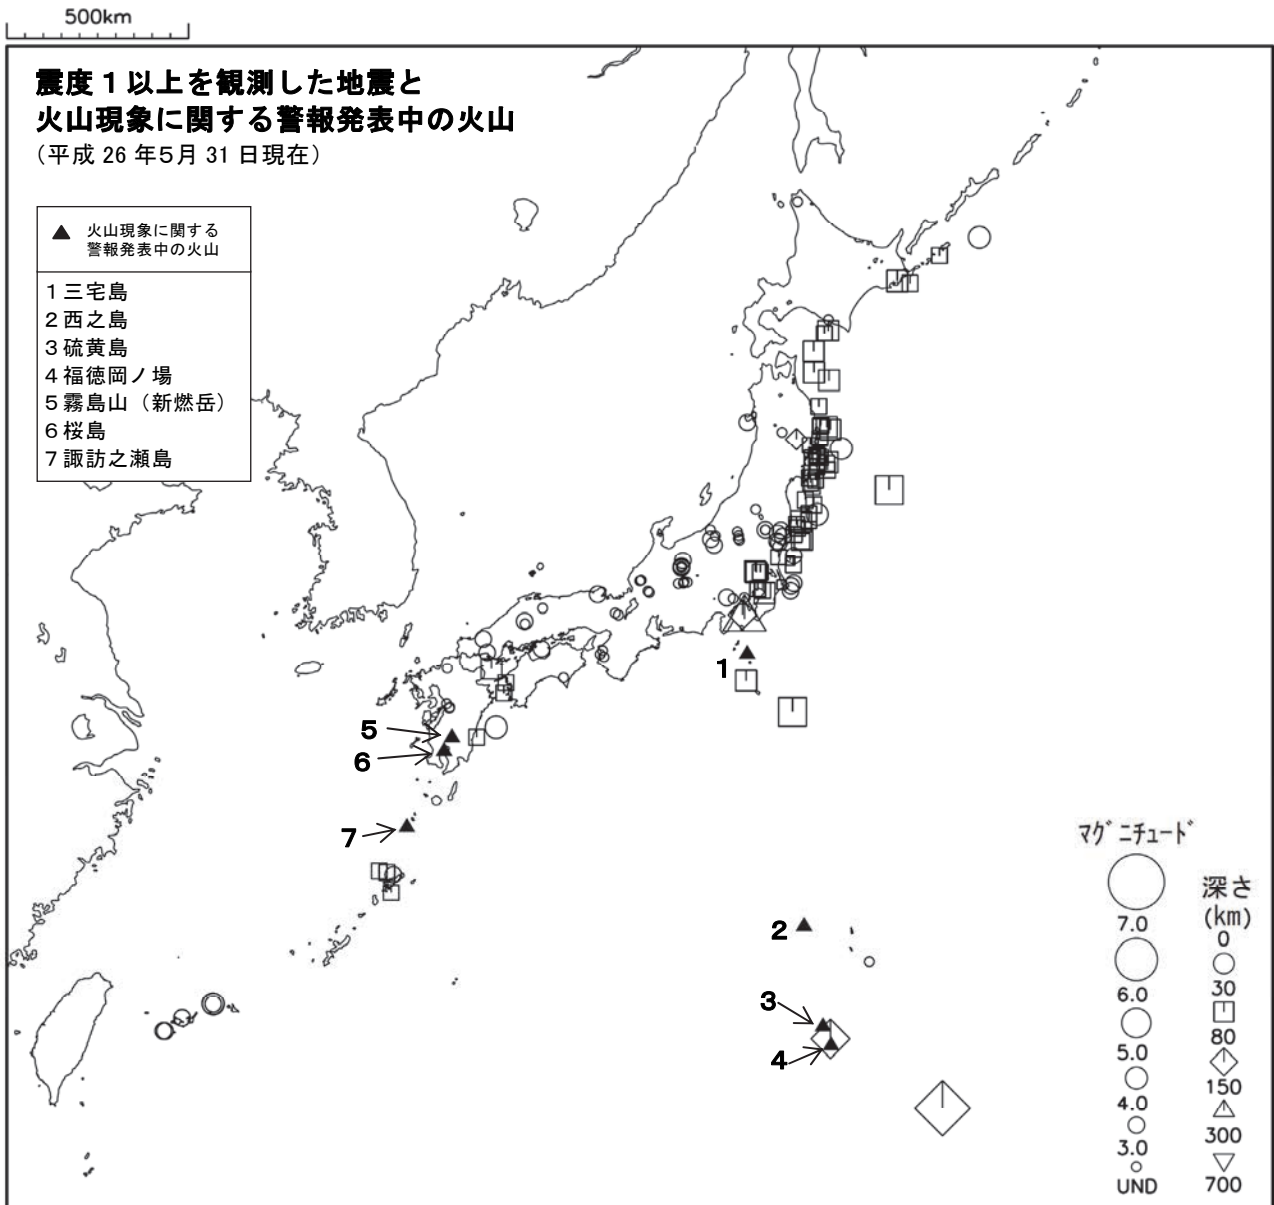 500km
震度１以上を観測した地震と
火山現象に関する警報発表中の火山
（平成 26 年5月 31 日現在）
▲ 火山現象に関する
警報発表中の火山
1 三宅島
2 西之島
3 硫黄島
4 福徳岡ノ場
5 霧島山（新燃岳）
6 桜島
7 諏訪之瀬島
1
5
6
7
2
3
4
マグニチュード
7.0
6.0
5.0
4.0
3.0
UND
深さ
(km)
0
30
80
150
300
700